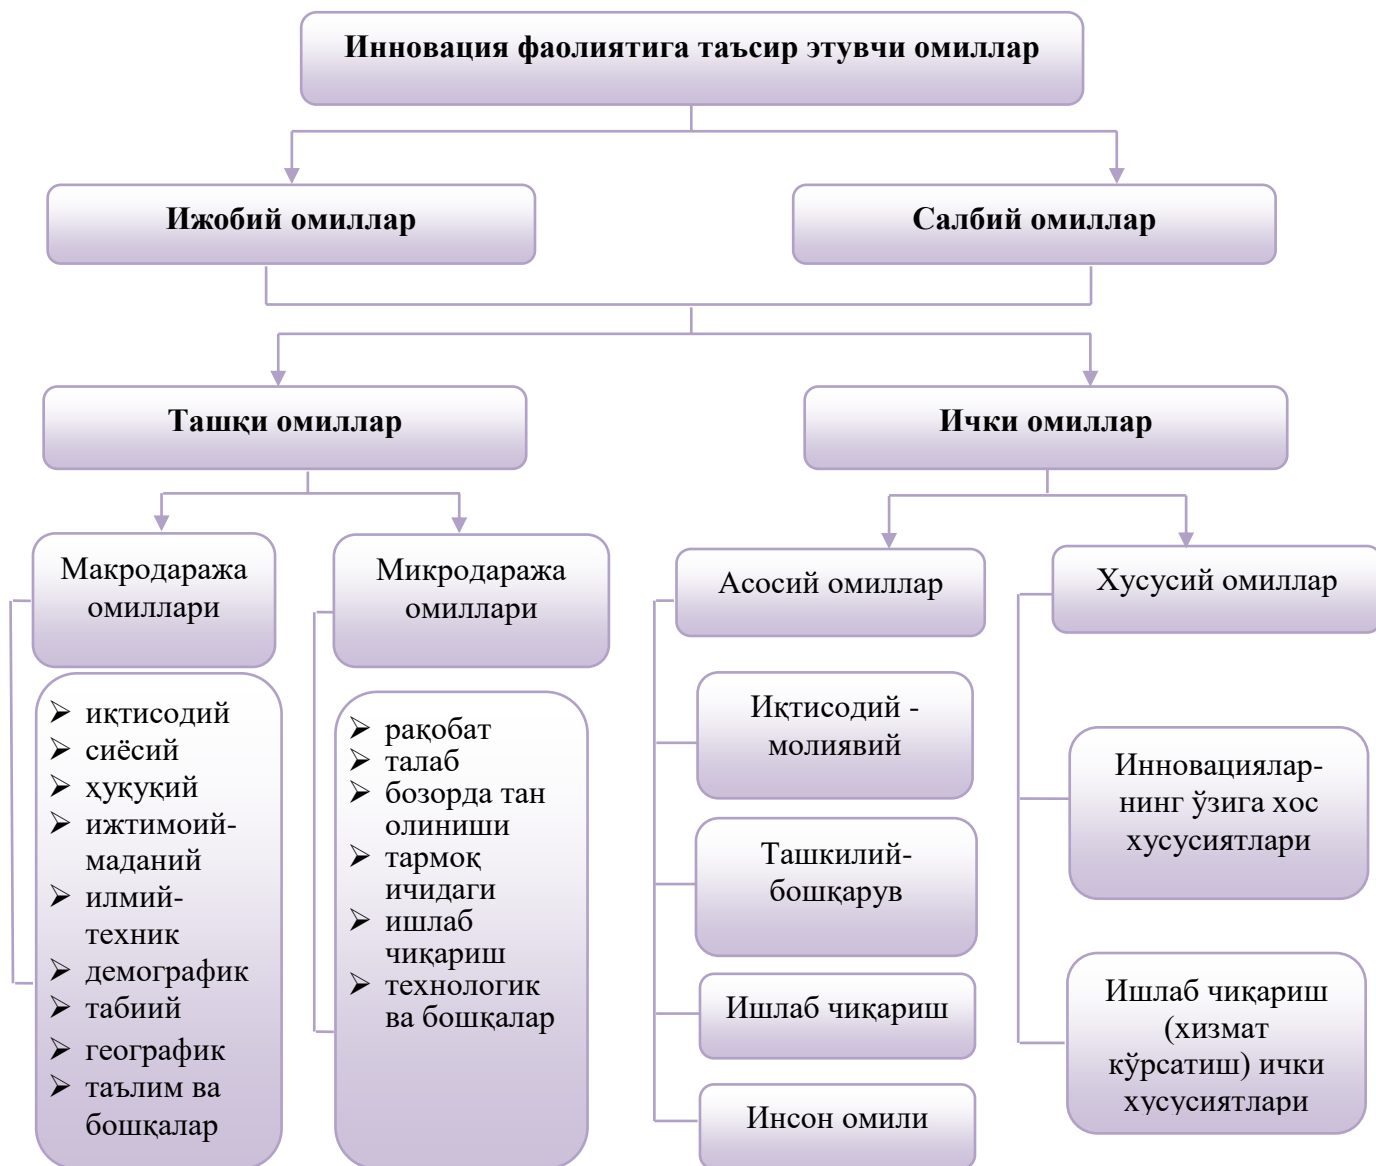 Инновация фаолиятига таъсир этувчи омиллар
Ижобий омиллар
Салбий омиллар
Ташқи омиллар
Ички омиллар
Макродаража
омиллари
Микродаража
омиллари
Асосий омиллар
Хусусий омиллар
➢ иқтисодий
➢ сиёсий
➢ ҳуқуқий
➢ ижтимоий-
маданий
➢ илмий-
техник
➢ демографик
➢ табиий
➢ географик
➢ таълим ва
бошқалар
➢ рақобат
➢ талаб
➢ бозорда тан
олиниши
➢ тармоқ
ичидаги
➢ ишлаб
чиқариш
➢ технологик
ва бошқалар
Иқтисодий -
молиявий
Ташкилий-
бошқарув
Ишлаб чиқариш
Инсон омили
Инновациялар-
нинг ўзига хос
хусусиятлари
Ишлаб чиқариш
(хизмат
кўрсатиш) ички
хусусиятлари